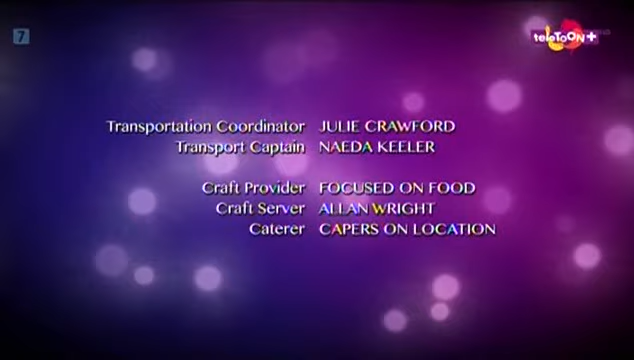 7
teleTOON+
Transportation Coordinator JULIE CRAWFORD
Transport Captain NAEDA KEELER
Craft Provider FOCUSED ON FOOD
Craft Server ALLAN WRIGHT
Caterer CAPERS ON LOCATION